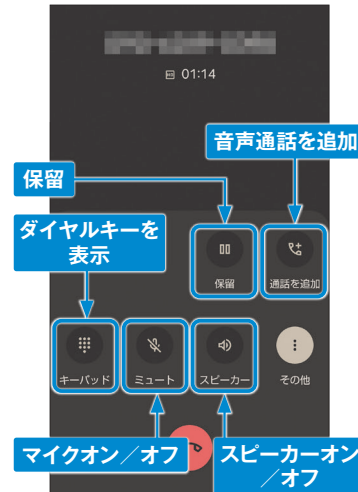 01:14
音声通話を追加
保留
ダイヤルキーを
表示
保留
通話を追加
キーパッド
ミュート
スピーカー
その他
マイクオン／オフ
スピーカーオン
／オフ